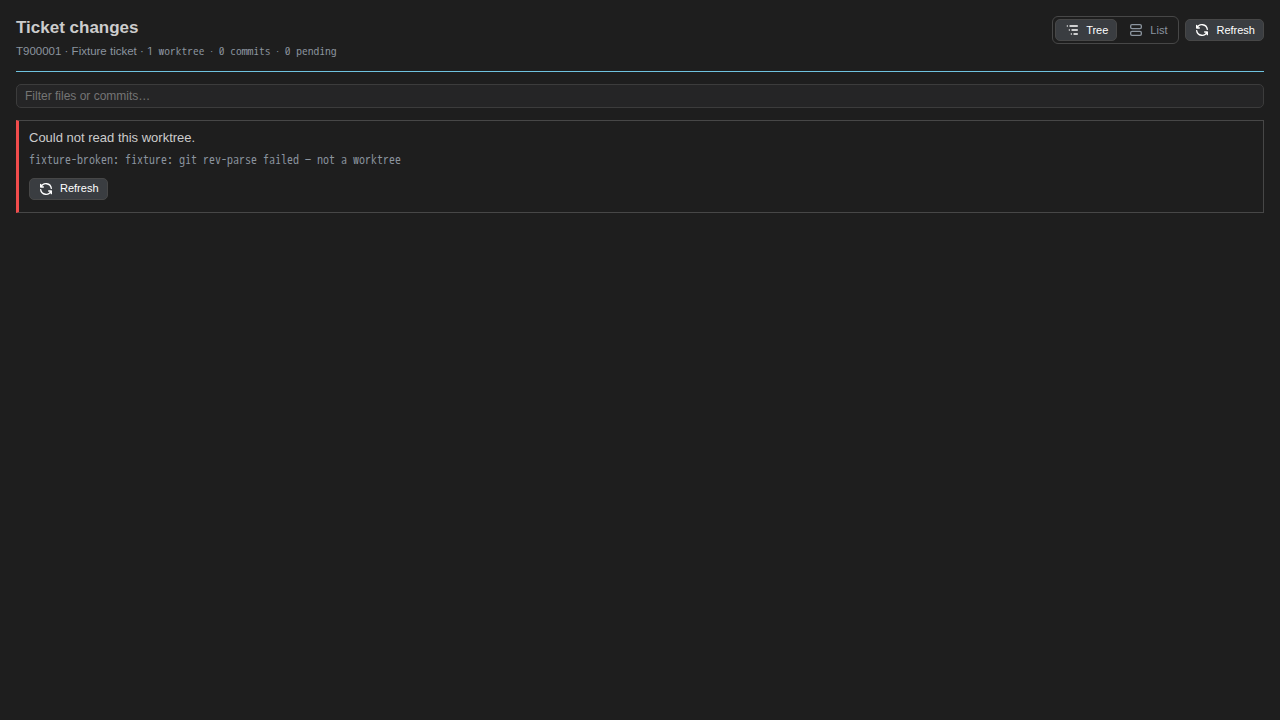 Ticket changes
T900001 · Fixture ticket · 1 worktree · 0 commits · 0 pending
Tree
List
Refresh
Filter files or commits…
Could not read this worktree.
fixture-broken: fixture: git rev-parse failed — not a worktree
Refresh